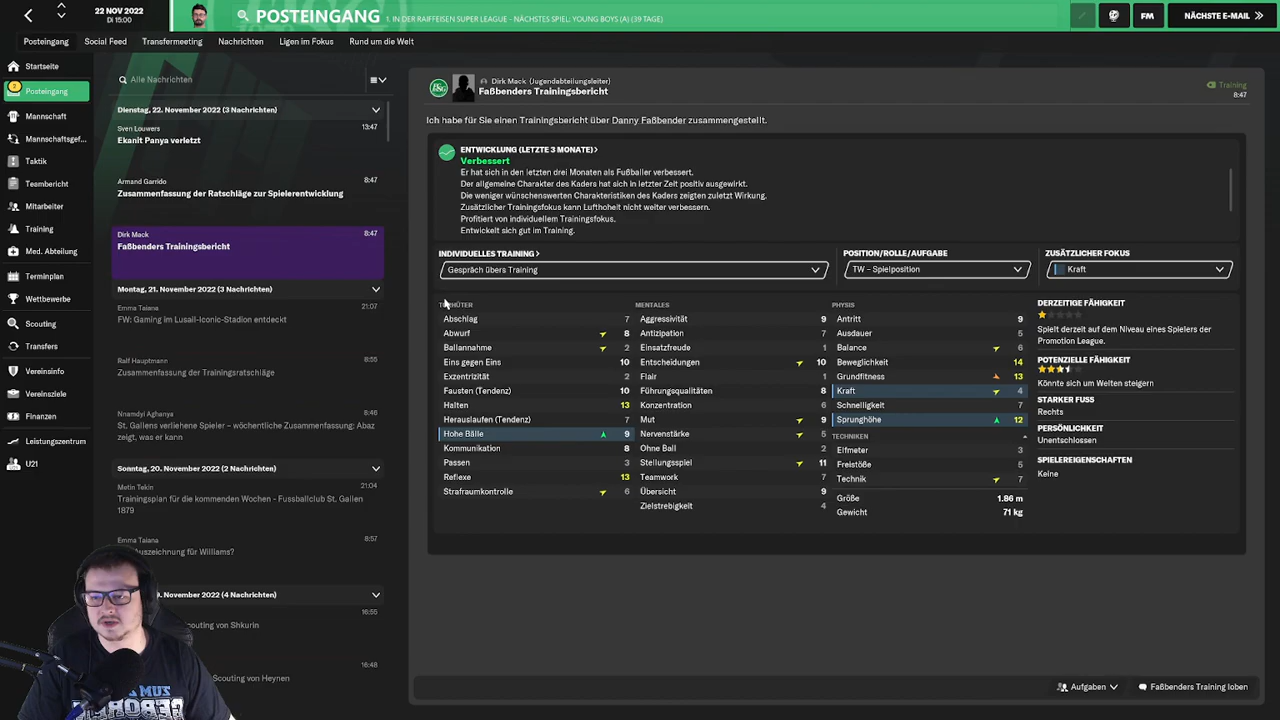 22 NOV 2022
DI 15:00
POSTEINGANG
1. IN DER RAIFFEISEN SUPER LEAGUE - NÄCHSTES SPIEL: YOUNG BOYS (A) (39 TAGE)
FM
NÄCHSTE E-MAIL
Posteingang
Social Feed
Transfermeeting
Nachrichten
Ligen im Fokus
Rund um die Welt
Startseite
Posteingang
Mannschaft
Mannschaftsgef...
Taktik
Teambericht
Mitarbeiter
Training
Med. Abteilung
Terminplan
Wettbewerbe
Scouting
Transfers
Vereinsinfo
Vereinsziele
Finanzen
Leistungszentrum
U21
Alle Nachrichten
Dienstag, 22. November 2022 (3 Nachrichten)
Sven Louwers 13:47
Ekanit Panya verletzt
Armand Garrido 8:47
Zusammenfassung der Ratschläge zur Spielerentwicklung
Dirk Mack 8:47
Faßbenders Trainingsbericht
Montag, 21. November 2022 (3 Nachrichten)
Emma Taiana 21:07
FW: Gaming im Lusail-Iconic-Stadion entdeckt
Ralf Hauptmann 8:55
Zusammenfassung der Trainingsratschläge
Nnamdyi Aghanya 8:46
St. Gallens verliehene Spieler – wöchentliche Zusammenfassung: Abaz
zeigt, was er kann
Sonntag, 20. November 2022 (2 Nachrichten)
Metin Tekin 21:04
Trainingsplan für die kommenden Wochen - Fussballclub St. Gallen
1879
Emma Taiana 8:57
Auszeichnung für Williams?
. November 2022 (4 Nachrichten)
16:55
Scouting von Shkurin
16:48
Scouting von Heynen
Dirk Mack (Jugendabteilungsleiter)
Faßbenders Trainingsbericht
Training
8:47
Ich habe für Sie einen Trainingsbericht über Danny Faßbender zusammengestellt.
ENTWICKLUNG (LETZTE 3 MONATE)
Verbessert
Er hat sich in den letzten drei Monaten als Fußballer verbessert.
Der allgemeine Charakter des Kaders hat sich in letzter Zeit positiv ausgewirkt.
Die weniger wünschenswerten Charakteristiken des Kaders zeigten zuletzt Wirkung.
Zusätzlicher Trainingsfokus kann Lufthoheit nicht weiter verbessern.
Profitiert von individuellem Trainingsfokus.
Entwickelt sich gut im Training.
INDIVIDUELLES TRAINING
Gespräch übers Training
POSITION/ROLLE/AUFGABE
TW - Spielposition
ZUSÄTZLICHER FOKUS
Kraft
TORHÜTER
Abschlag 7
Abwurf 8
Ballannahme 2
Eins gegen Eins 10
Exzentrizität 2
Fausten (Tendenz) 10
Halten 13
Herauslaufen (Tendenz) 7
Hohe Bälle 9
Kommunikation 8
Passen 3
Reflexe 13
Strafraumkontrolle 6
MENTALES
Aggressivität 9
Antizipation 7
Einsatzfreude 1
Entscheidungen 10
Flair 1
Führungsqualitäten 8
Konzentration 6
Mut 9
Nervenstärke 5
Ohne Ball 2
Stellungsspiel 11
Teamwork 7
Übersicht 9
Zielstrebigkeit 4
PHYSIS
Antritt 9
Ausdauer 5
Balance 6
Beweglichkeit 14
Grundfitness 13
Kraft 4
Schnelligkeit 7
Sprunghöhe 12
TECHNIKEN
Elfmeter 3
Freistöße 5
Technik 7
Größe 1.86 m
Gewicht 71 kg
DERZEITIGE FÄHIGKEIT
Spielt derzeit auf dem Niveau eines Spielers der
Promotion League.
POTENZIELLE FÄHIGKEIT
Könnte sich um Welten steigern
STARKER FUSS
Rechts
PERSÖNLICHKEIT
Unentschlossen
SPIELEREIGENSCHAFTEN
Keine
Aufgaben
Faßbenders Training loben